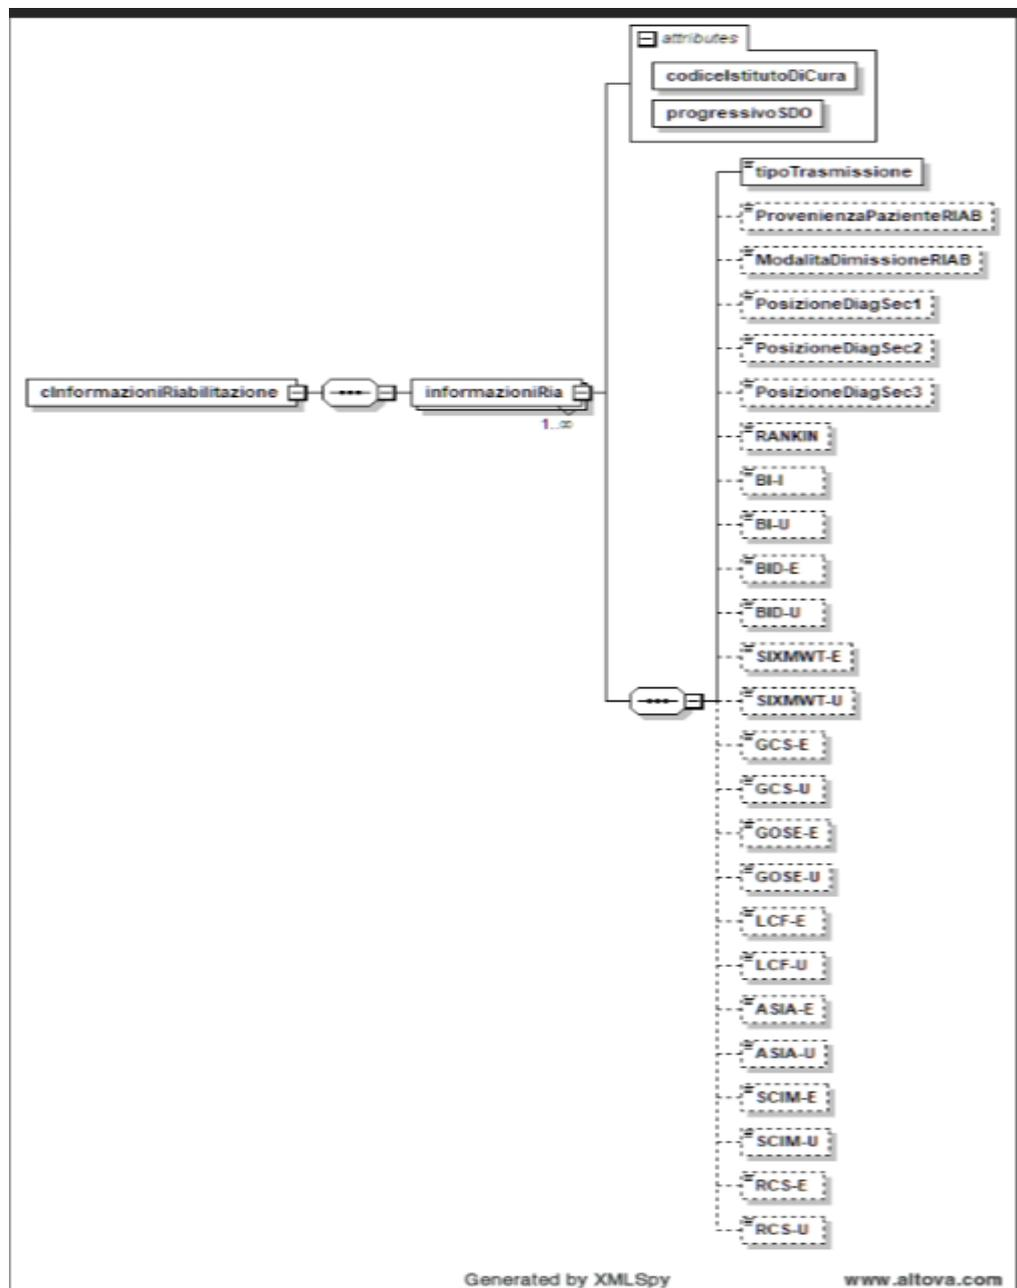 attributes
codiceIstitutoDiCura
progressivoSDO
tipoTrasmissione
ProvenienzaPazienteRIAB
ModalitaDimissioneRIAB
PosizioneDiagSec1
PosizioneDiagSec2
cInformazioniRiabilitazione
informazioniRia
PosizioneDiagSec3
1..∞
RANKIN
BI-I
BI-U
BID-E
BID-U
SIXMWT-E
SIXMWT-U
GCS-E
GCS-U
GOSE-E
GOSE-U
LCF-E
LCF-U
ASIA-E
ASIA-U
SCIM-E
SCIM-U
RCS-E
RCS-U
Generated by XMLSpy
www.altova.com